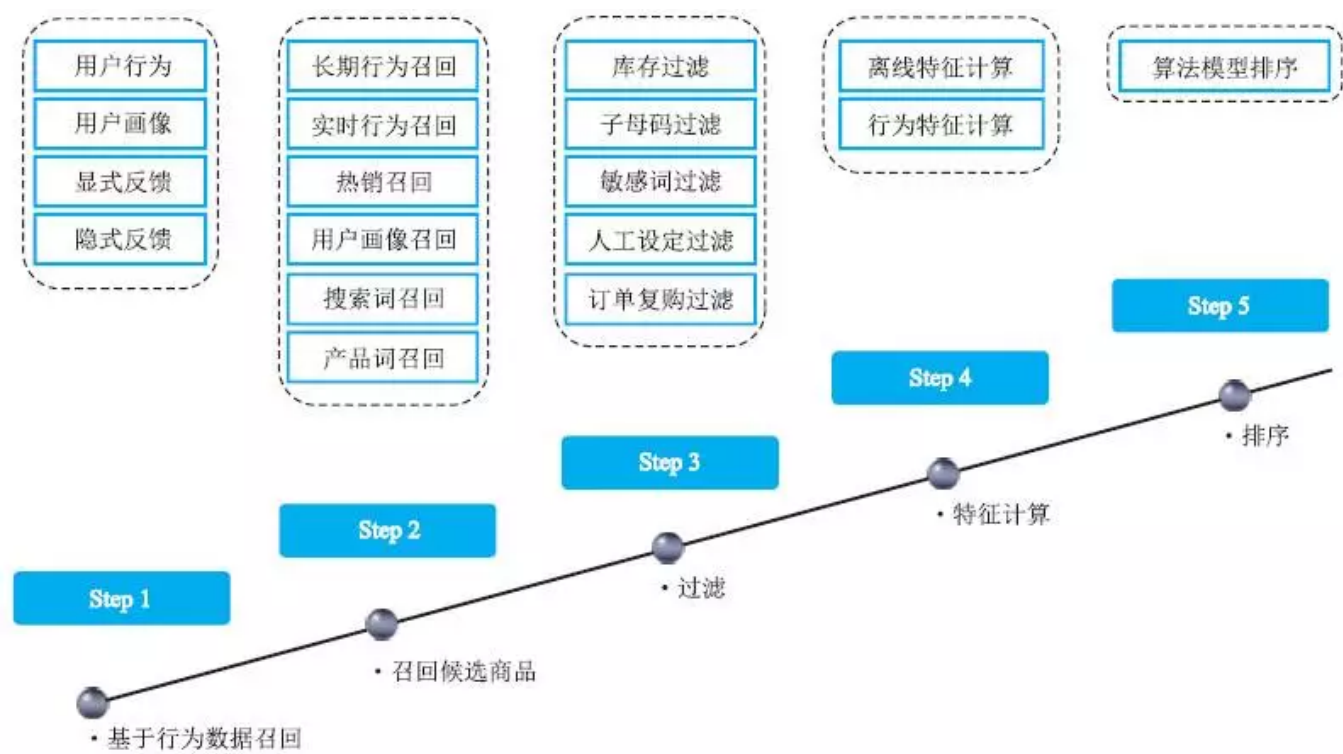 用户行为
用户画像
显式反馈
隐式反馈
长期行为召回
实时行为召回
热销召回
用户画像召回
搜索词召回
产品词召回
库存过滤
子母码过滤
敏感词过滤
人工设定过滤
订单复购过滤
离线特征计算
行为特征计算
算法模型排序
Step 1
·基于行为数据召回
Step 2
·召回候选商品
Step 3
·过滤
Step 4
·特征计算
Step 5
·排序